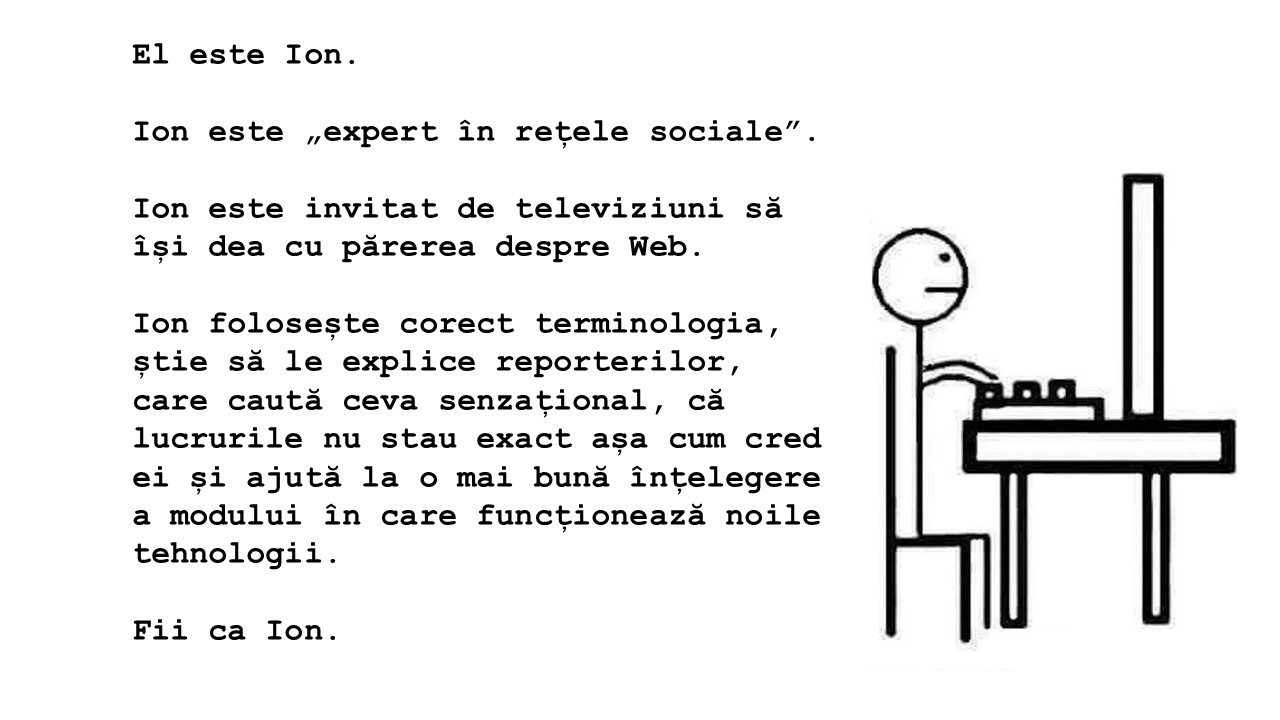 El este Ion.
Ion este „expert în rețele sociale”.
Ion este invitat de televiziuni să
își dea cu părerea despre Web.
Ion folosește corect terminologia,
știe să le explice reporterilor,
care caută ceva senzațional, că
lucrurile nu stau exact așa cum cred
ei și ajută la o mai bună înțelegere
a modului în care funcționează noile
tehnologii.
Fii ca Ion.